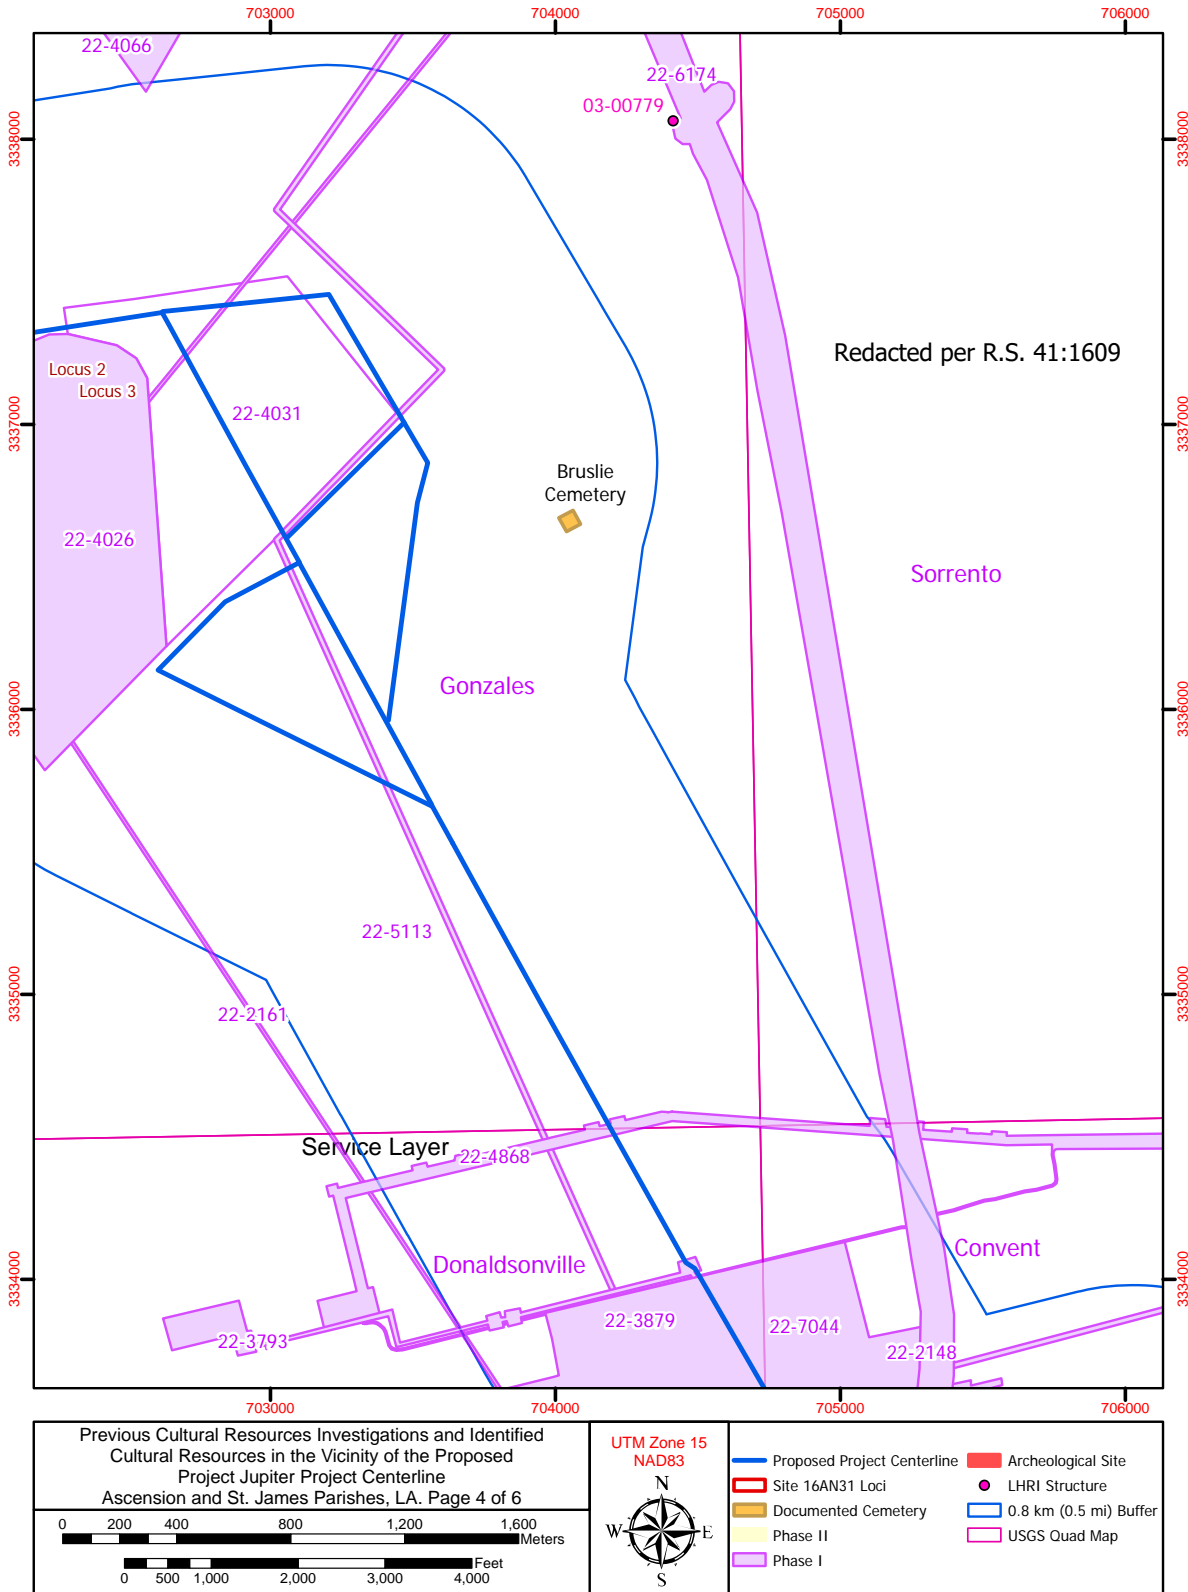 703000
704000
705000
706000
22-4066
22-6174
03-00779
3338000
3338000
Redacted per R.S. 41:1609
Locus 2
Locus 3
22-4031
3337000
3337000
Bruslie
Cemetery
22-4026
Sorrento
Gonzales
3336000
3336000
22-5113
22-2161
3335000
3335000
Service Layer
22-4868
Donaldsonville
Convent
3334000
3334000
22-3879
22-7044
22-3793
22-2148
703000
704000
705000
706000
Previous Cultural Resources Investigations and Identified
Cultural Resources in the Vicinity of the Proposed
Project Jupiter Project Centerline
Ascension and St. James Parishes, LA. Page 4 of 6
0 200 400 800 1,200 1,600
Meters
Feet
0 500 1,000 2,000 3,000 4,000
UTM Zone 15
NAD83
N
W E
S
Proposed Project Centerline
Site 16AN31 Loci
Documented Cemetery
Phase II
Phase I
Archeological Site
LHRI Structure
0.8 km (0.5 mi) Buffer
USGS Quad Map